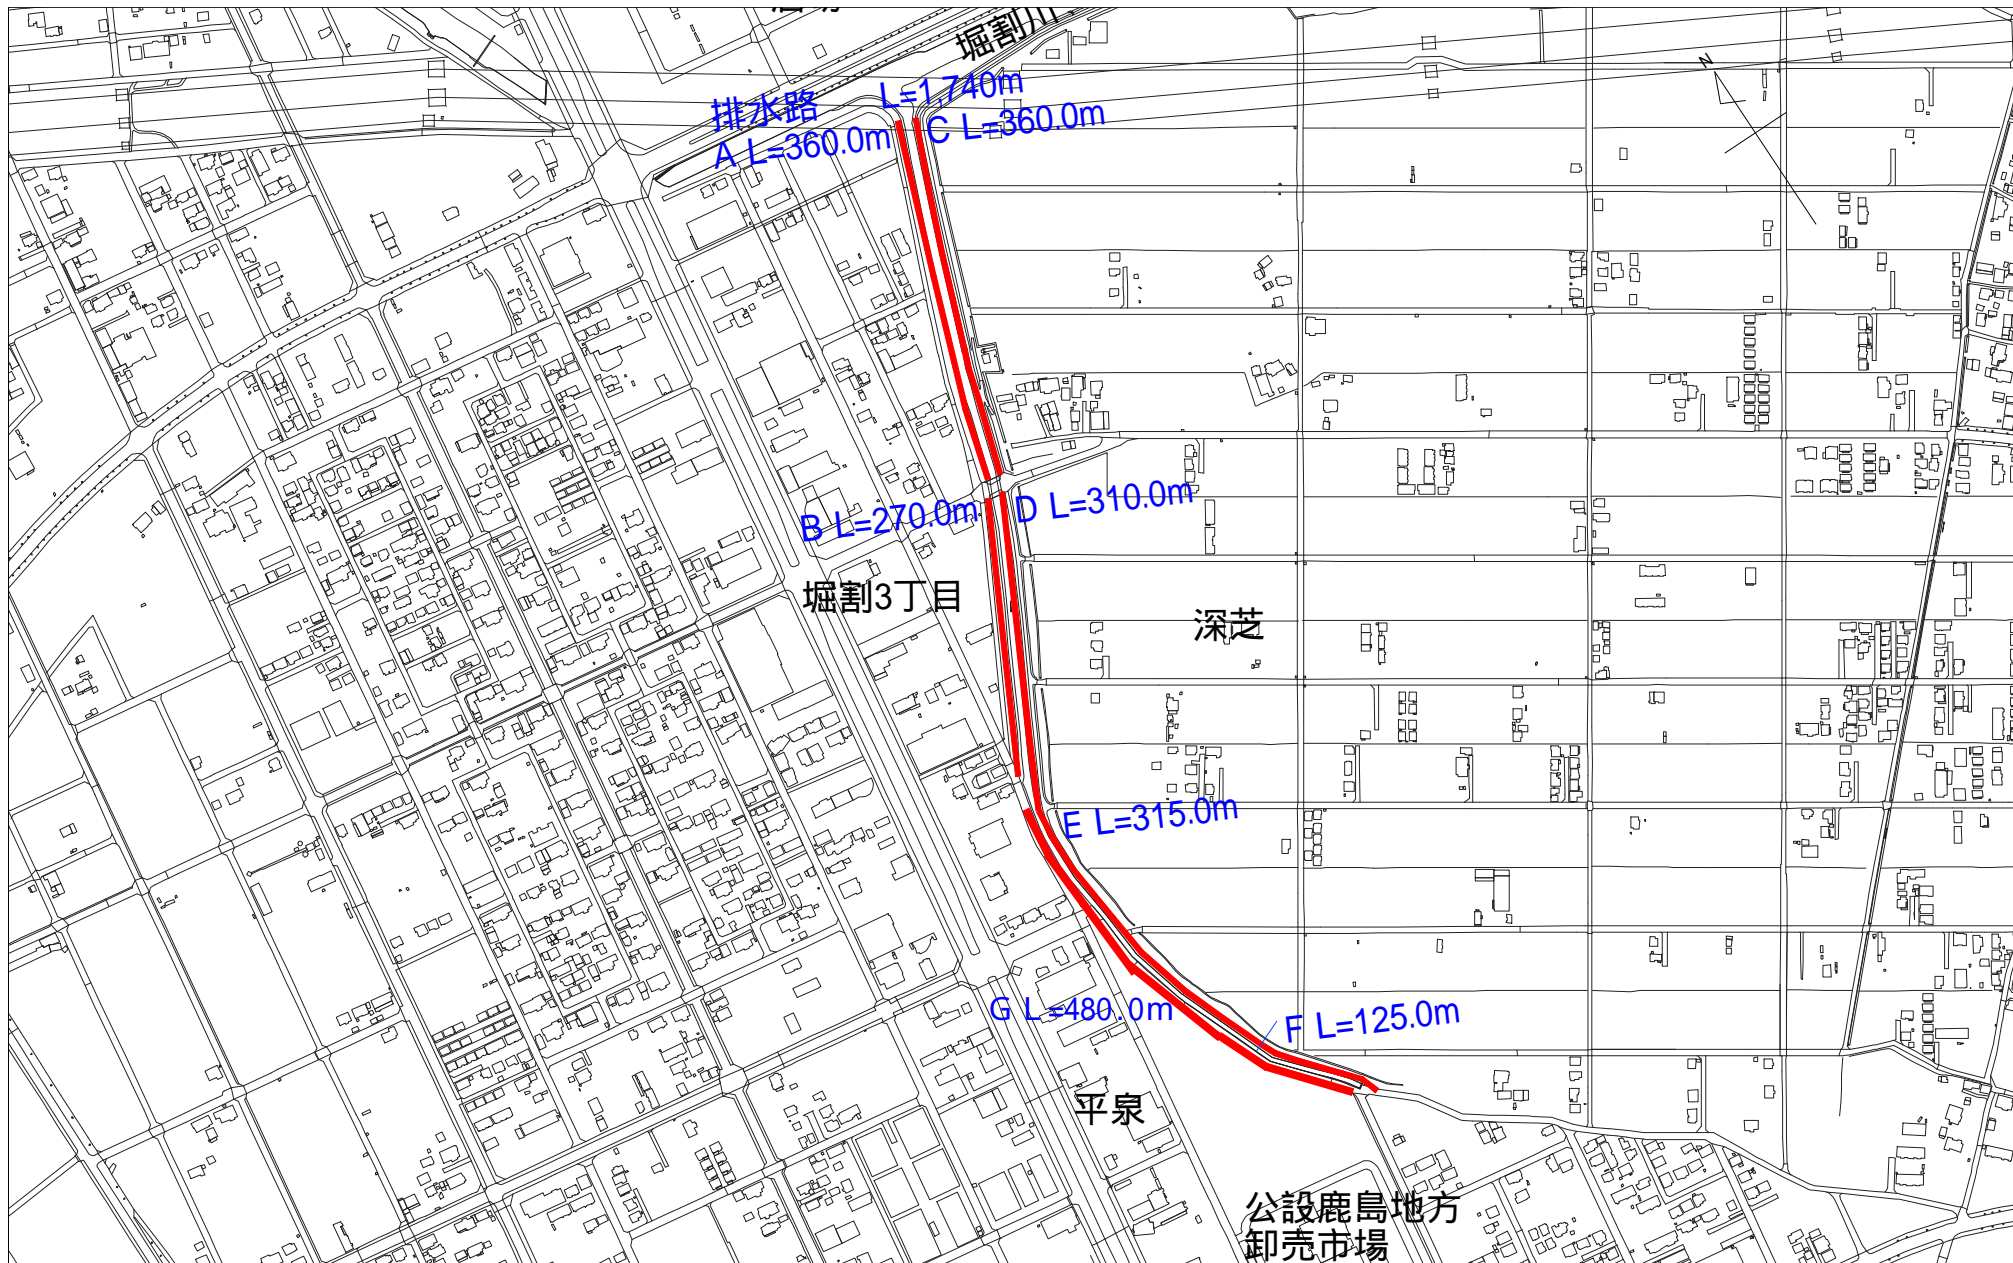 堀割川
排水路 L=1,740m
A L=360.0m
C L=360.0m
N
B L=270.0m
D L=310.0m
堀割3丁目
深芝
E L=315.0m
G L=480.0m
F L=125.0m
平泉
公設鹿島地方
卸売市場